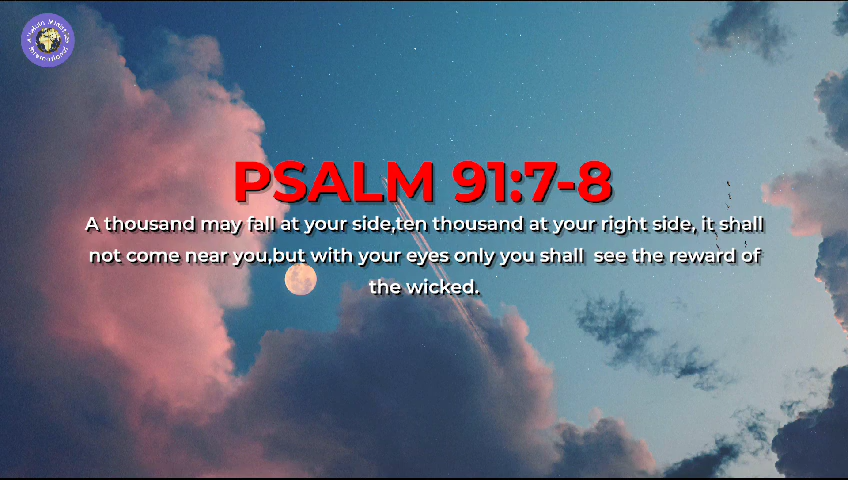 PSALM 91:7-8
A thousand may fall at your side,ten thousand at your right side, it shall
not come near you,but with your eyes only you shall  see the reward of
the wicked.
International